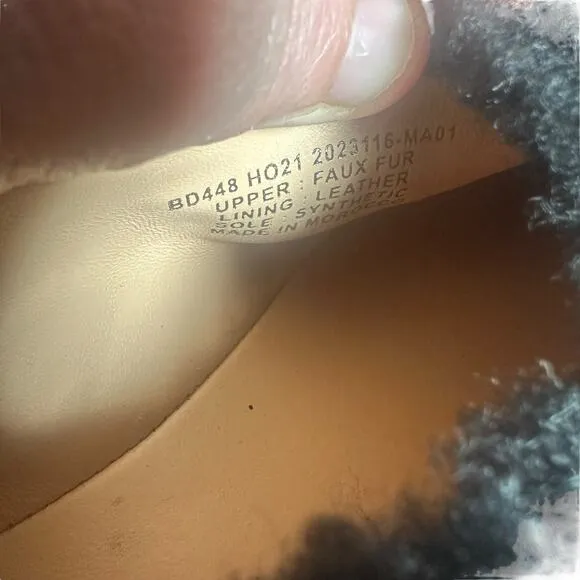 BD448 HO21 2023116-MA01
UPPER : FAUX FUR
LINING : LEATHER
SOLE : SYNTHETIC
MADE IN MOROCCO